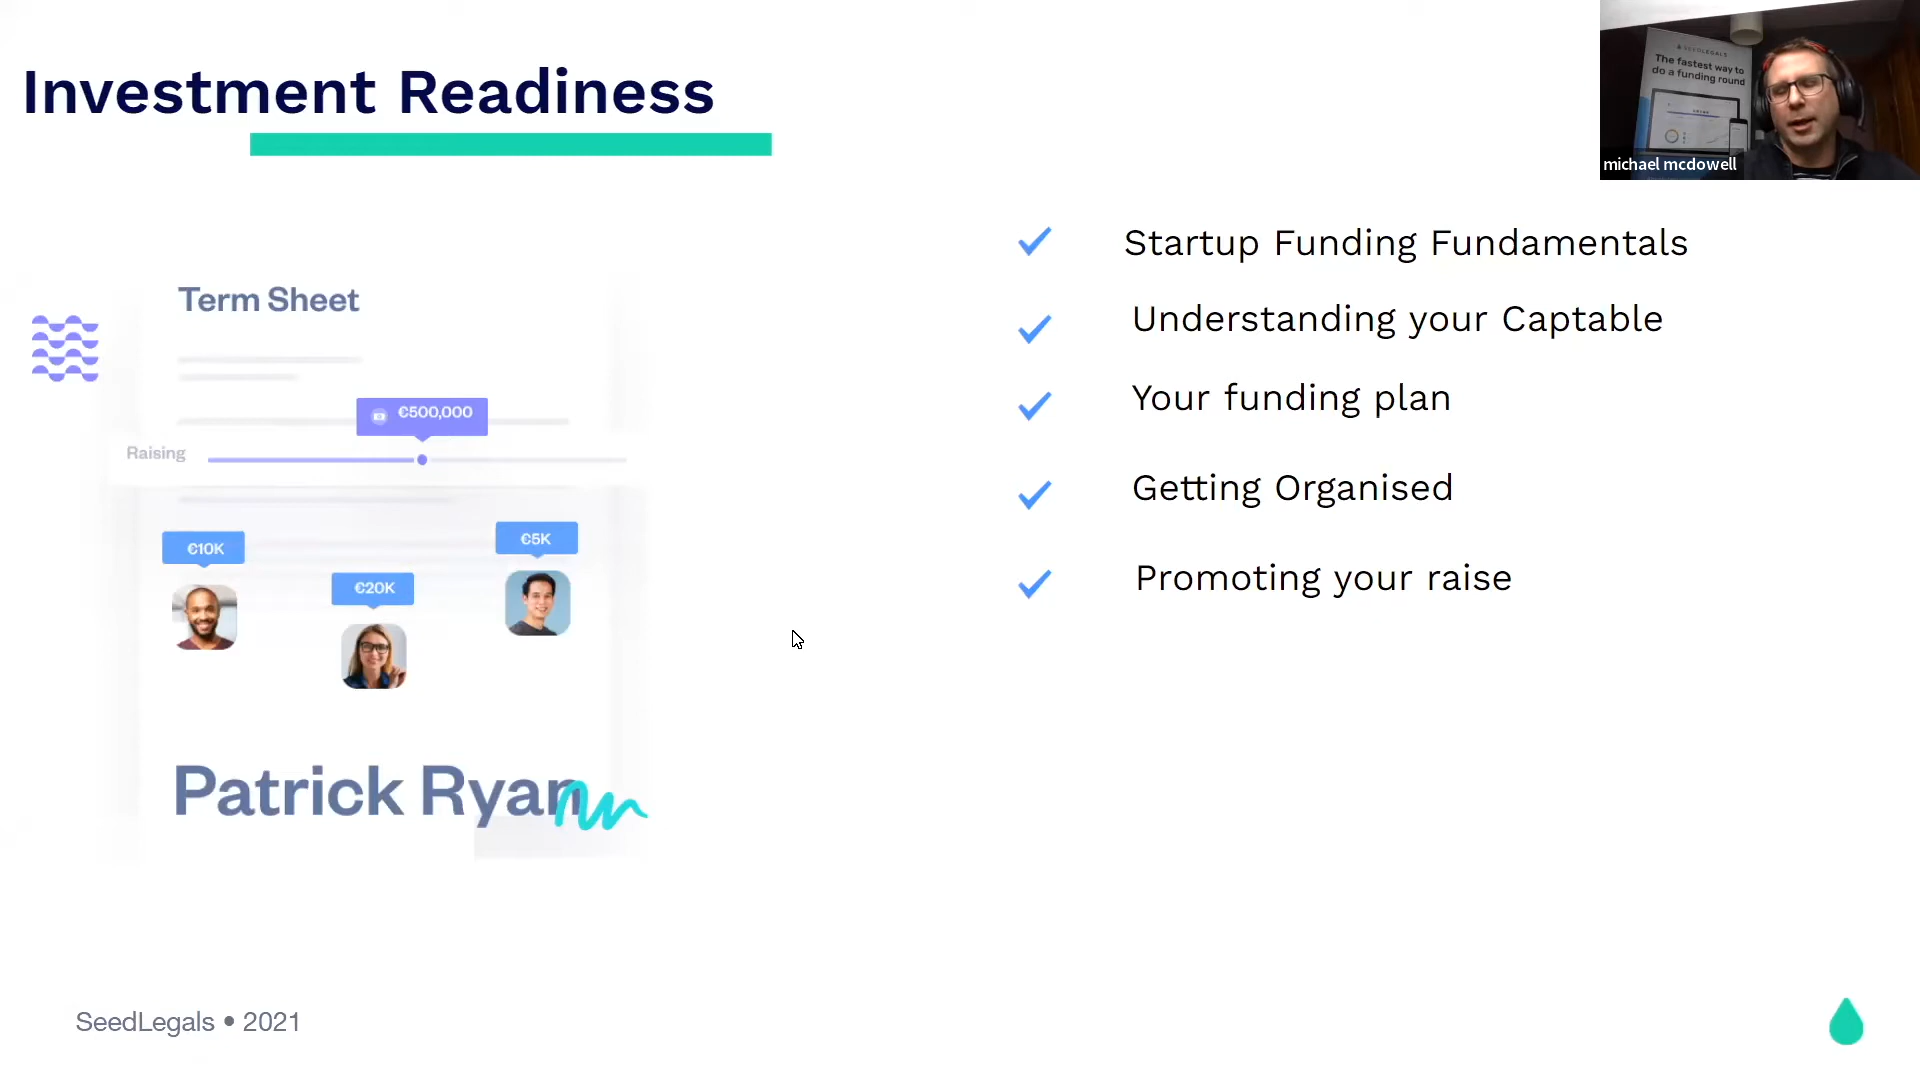 Investment Readiness
SEEDLEGALS
The fastest way to
do a funding round
michael mcdowell
Startup Funding Fundamentals
Understanding your Captable
Your funding plan
Getting Organised
Promoting your raise
Term Sheet
€500,000
Raising
€10K
€20K
€5K
Patrick Ryan
SeedLegals • 2021